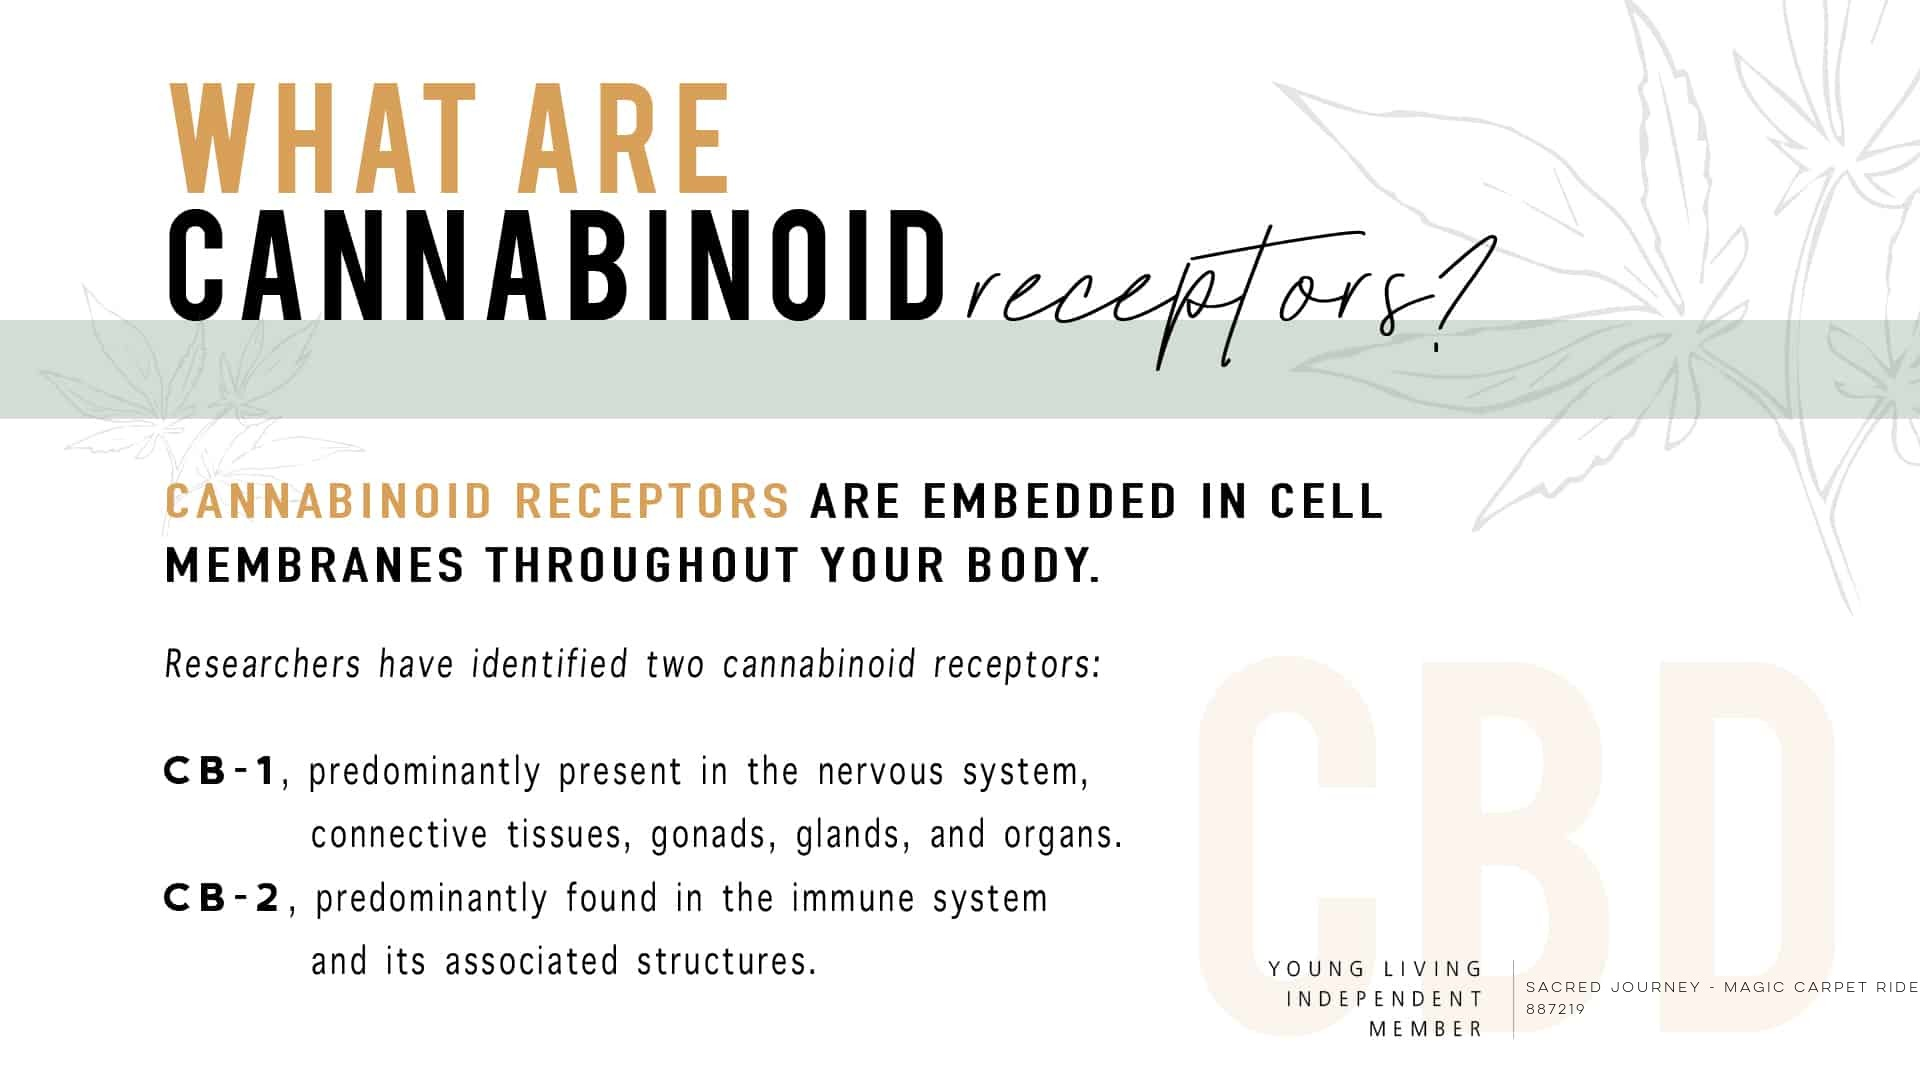 WHAT ARE
CANNABINOID receptors?
CANNABINOID RECEPTORS ARE EMBEDDED IN CELL
MEMBRANES THROUGHOUT YOUR BODY.
Researchers have identified two cannabinoid receptors:
CB-1, predominantly present in the nervous system,
connective tissues, gonads, glands, and organs.
CB-2, predominantly found in the immune system
and its associated structures.
CBD
YOUNG LIVING
INDEPENDENT
MEMBER
SACRED JOURNEY - MAGIC CARPET RIDE
887219